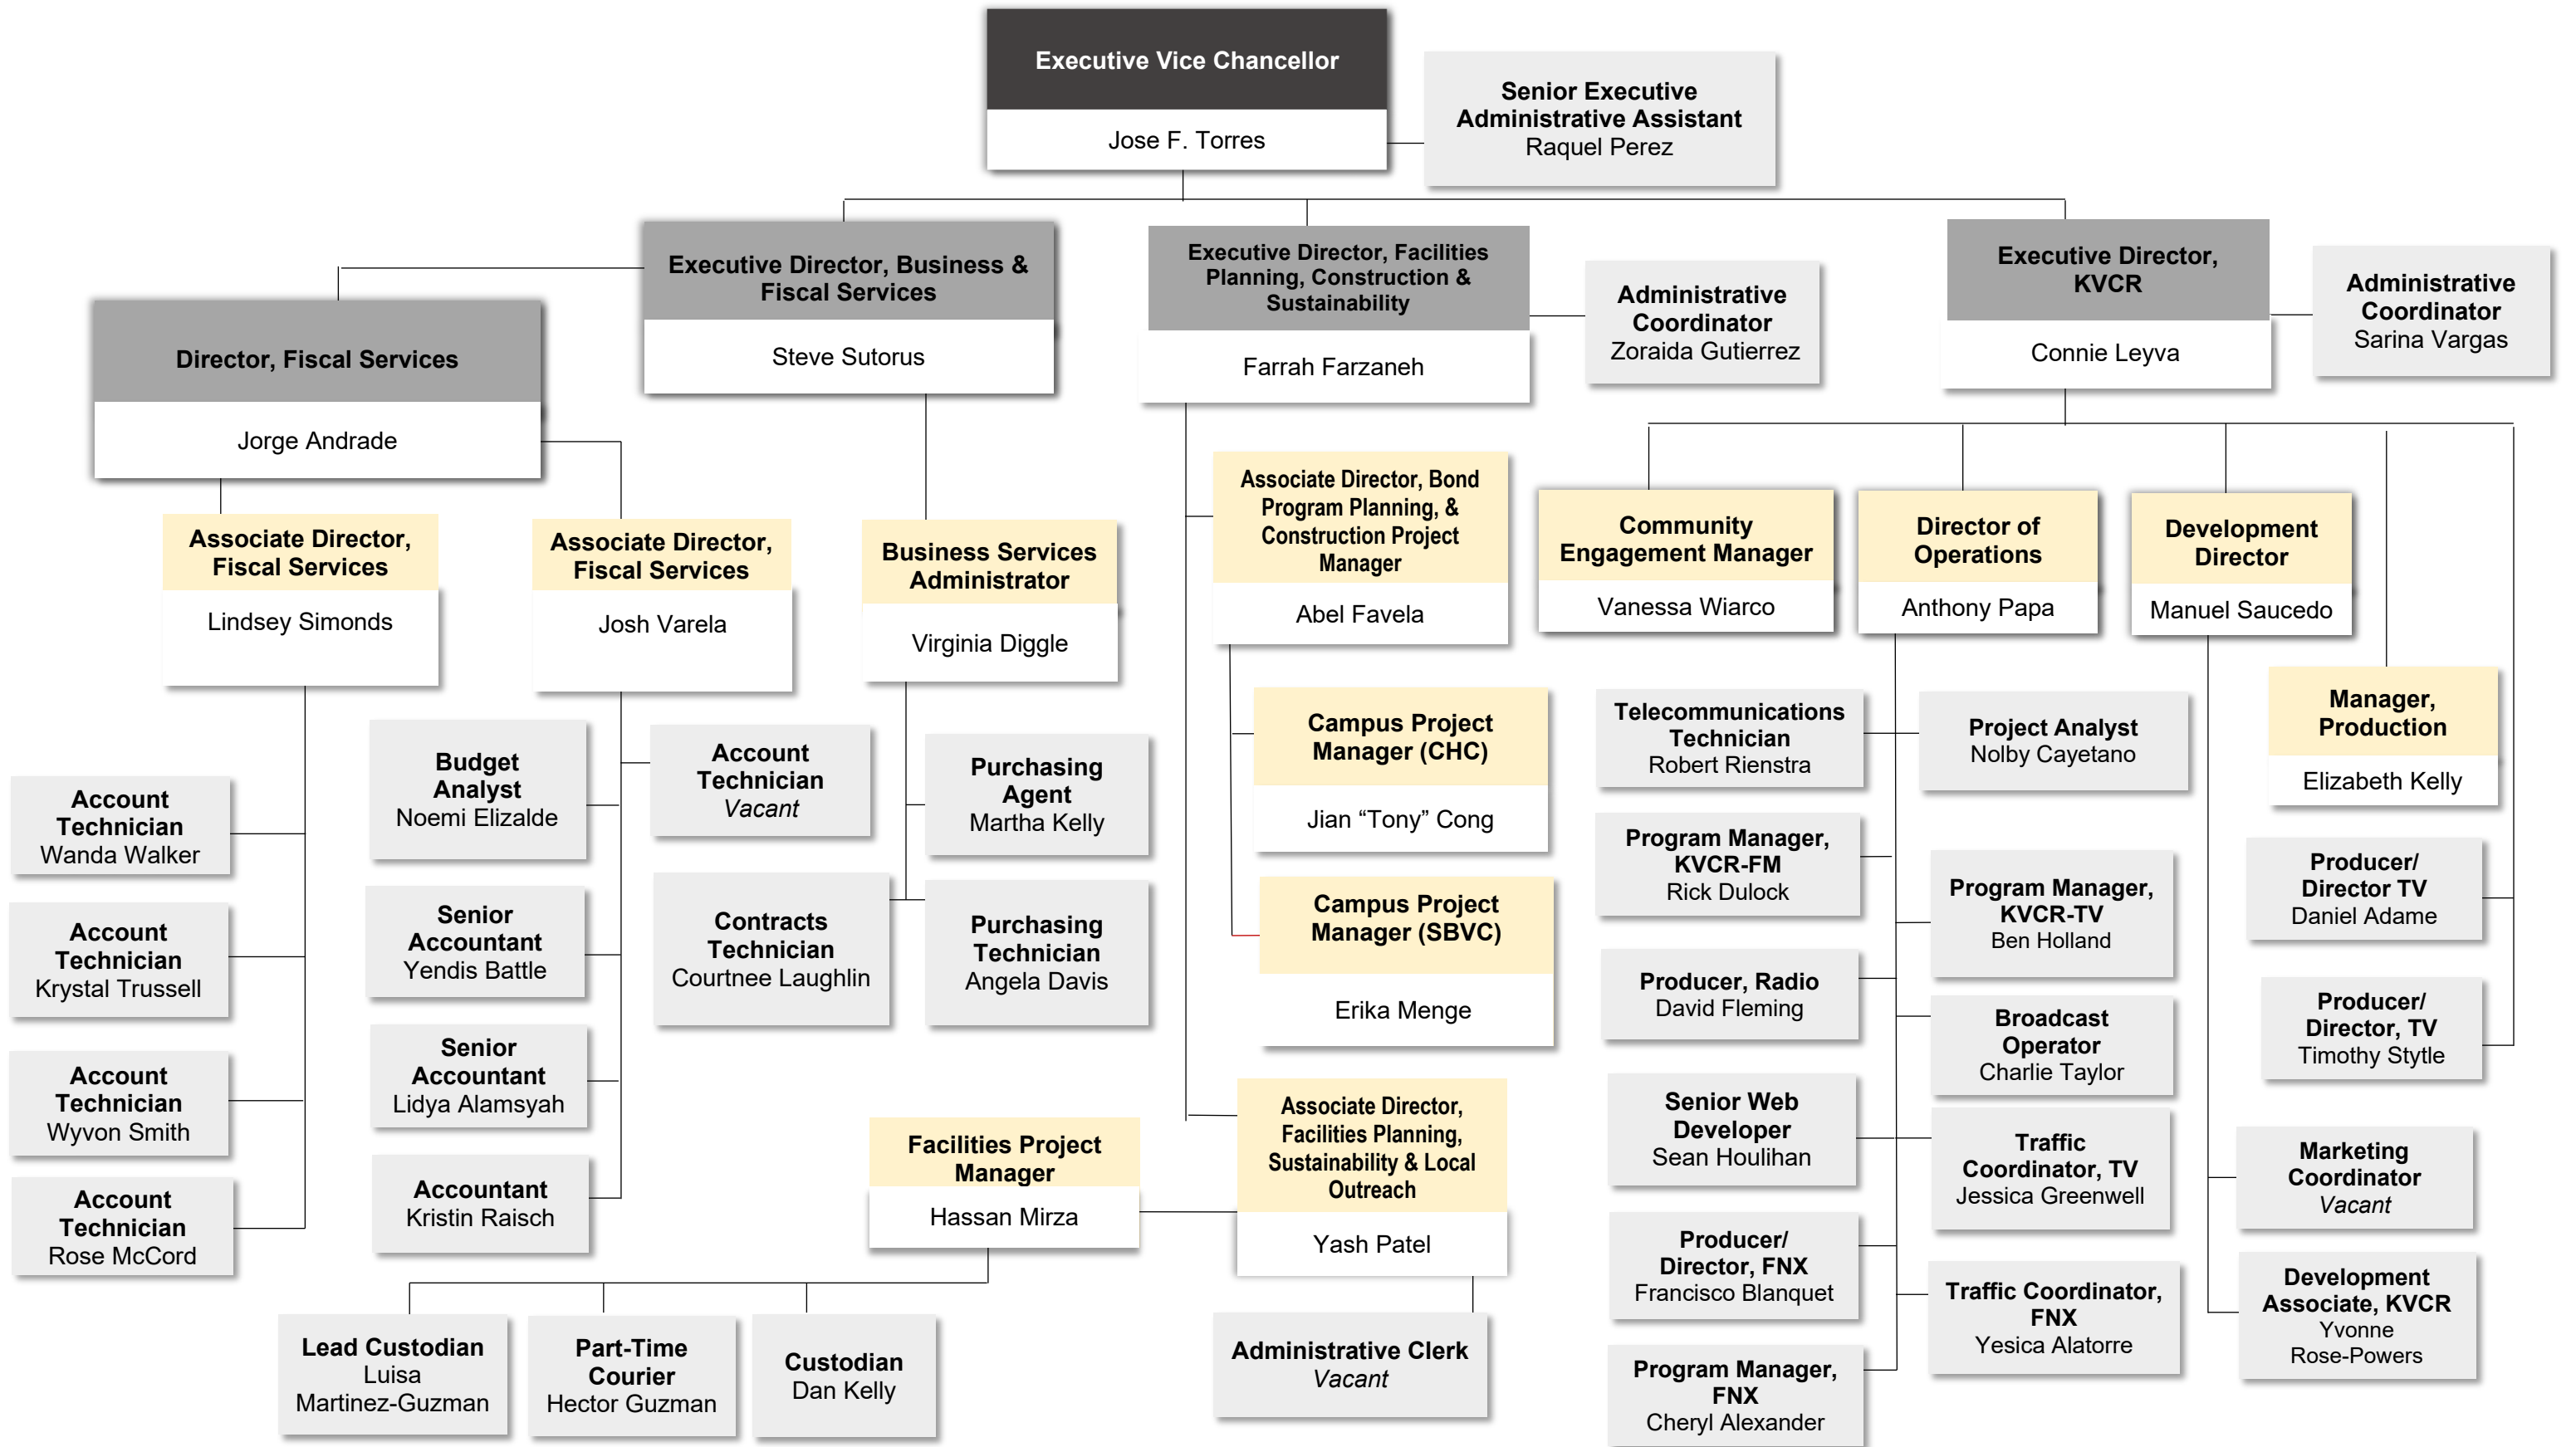 Executive Vice Chancellor
Jose F. Torres
Senior Executive
Administrative Assistant
Raquel Perez
Executive Director, Business &
Fiscal Services
Steve Sutorus
Executive Director, Facilities
Planning, Construction &
Sustainability
Farrah Farzaneh
Administrative
Coordinator
Zoraida Gutierrez
Executive Director,
KVCR
Connie Leyva
Administrative
Coordinator
Sarina Vargas
Director, Fiscal Services
Jorge Andrade
Associate Director,
Fiscal Services
Lindsey Simonds
Associate Director,
Fiscal Services
Josh Varela
Business Services
Administrator
Virginia Diggle
Associate Director, Bond
Program Planning, &
Construction Project
Manager
Abel Favela
Community
Engagement Manager
Vanessa Wiarco
Director of
Operations
Anthony Papa
Development
Director
Manuel Saucedo
Manager,
Production
Elizabeth Kelly
Account
Technician
Wanda Walker
Account
Technician
Krystal Trussell
Account
Technician
Wyvon Smith
Account
Technician
Rose McCord
Budget
Analyst
Noemi Elizalde
Account
Technician
Vacant
Senior
Accountant
Yendis Battle
Senior
Accountant
Lidya Alamsyah
Accountant
Kristin Raisch
Purchasing
Agent
Martha Kelly
Contracts
Technician
Courtnee Laughlin
Purchasing
Technician
Angela Davis
Campus Project
Manager (CHC)
Jian “Tony” Cong
Campus Project
Manager (SBVC)
Erika Menge
Associate Director,
Facilities Planning,
Sustainability & Local
Outreach
Yash Patel
Facilities Project
Manager
Hassan Mirza
Lead Custodian
Luisa
Martinez-Guzman
Part-Time
Courier
Hector Guzman
Custodian
Dan Kelly
Administrative Clerk
Vacant
Telecommunications
Technician
Robert Rienstra
Project Analyst
Nolby Cayetano
Program Manager,
KVCR-FM
Rick Dulock
Program Manager,
KVCR-TV
Ben Holland
Producer, Radio
David Fleming
Broadcast
Operator
Charlie Taylor
Senior Web
Developer
Sean Houlihan
Traffic
Coordinator, TV
Jessica Greenwell
Producer/
Director, FNX
Francisco Blanquet
Traffic Coordinator,
FNX
Yesica Alatorre
Program Manager,
FNX
Cheryl Alexander
Producer/
Director TV
Daniel Adame
Producer/
Director, TV
Timothy Stytle
Marketing
Coordinator
Vacant
Development
Associate, KVCR
Yvonne
Rose-Powers